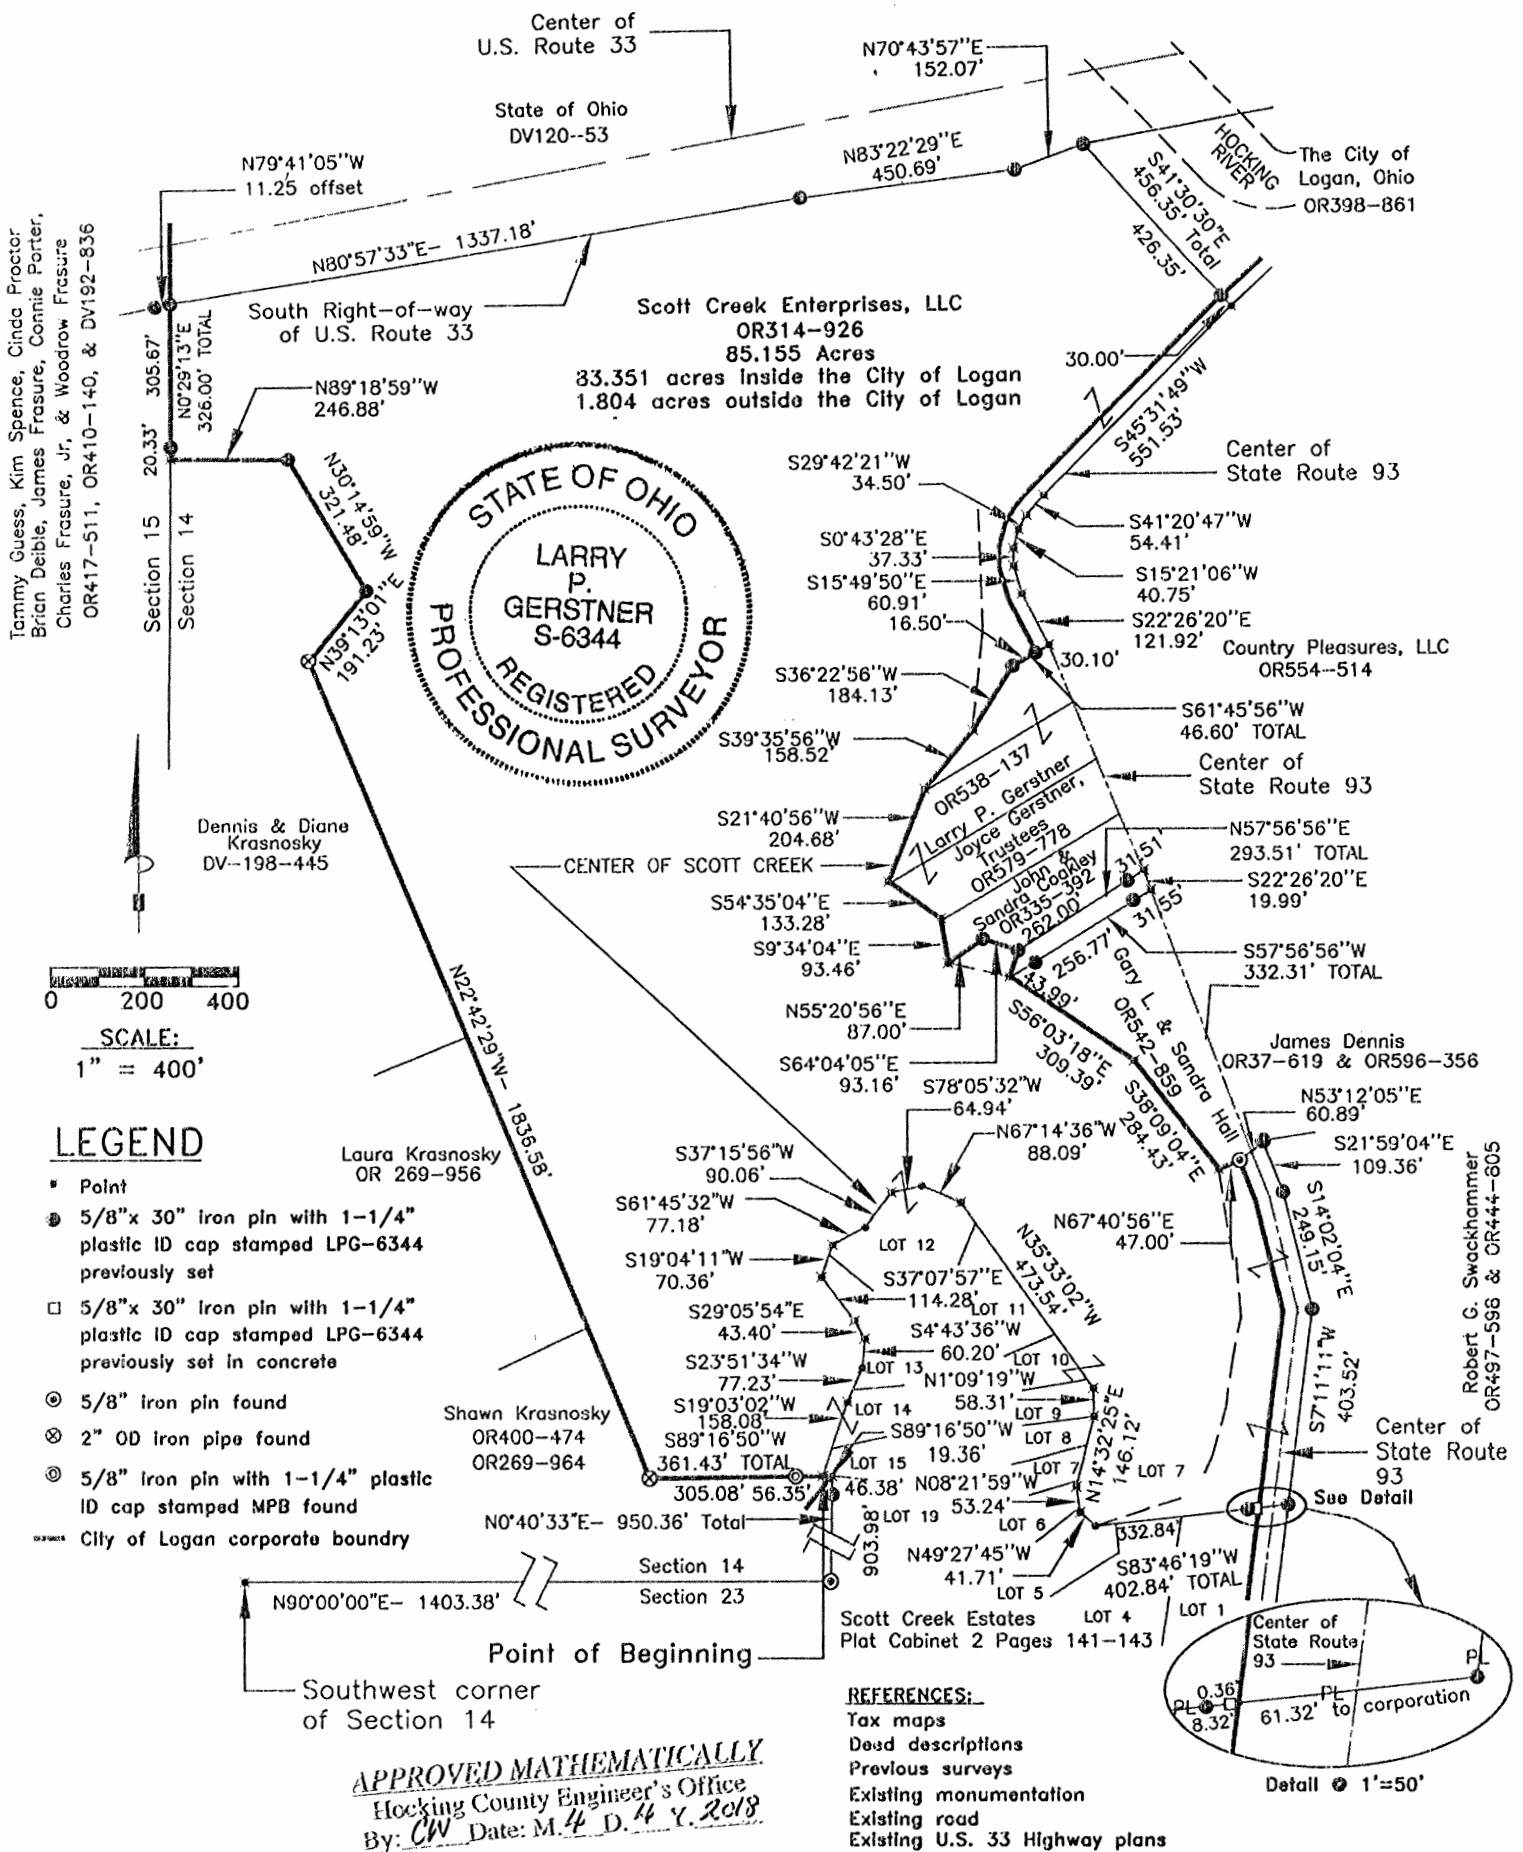 Center of
U.S. Route 33
N70°43'57"E
152.07'
State of Ohio
DV120--53
N79°41'05"W
11.25 offset
N83°22'29"E
450.69'
HOCKING
RIVER
The City of
Logan, Ohio
OR398-861
S41°30'30"E
456.35' Total
426.35'
N80°57'33"E- 1337.18'
Tammy Guess, Kim Spence, Cinda Proctor
Brian Deible, James Frasure, Connie Porter,
Charles Frasure, Jr, & Woodrow Frasure
OR417-511, OR410-140, & DV192-836
South Right-of-way
of U.S. Route 33
305.67'
N0°29'13"E
326.00' TOTAL
20.33'
N89°18'59"W
246.88'
Scott Creek Enterprises, LLC
OR314-926
85.155 Acres
83.351 acres inside the City of Logan
1.804 acres outside the City of Logan
30.00'
S45°31'49"W
551.53'
Center of
State Route 93
S29°42'21"W
34.50'
S41°20'47"W
54.41'
N30°14'59"W
321.48'
STATE OF OHIO
LARRY
P.
GERSTNER
S-6344
REGISTERED
PROFESSIONAL SURVEYOR
Section 15
Section 14
S0°43'28"E
37.33'
S15°49'50"E
60.91'
16.50'
S15°21'06"W
40.75'
S22°26'20"E
121.92'
N39°13'01"E
191.23'
Country Pleasures, LLC
OR554-514
30.10'
S36°22'56"W
184.13'
S61°45'56"W
46.60' TOTAL
S39°35'56"W
158.52'
Center of
State Route 93
OR538-137
Larry P. Gerstner
Joyce Gerstner,
Trustees
OR579-778
John &
Sandra Coakley
OR335-392
262.00'
31.51'
S21°40'56"W
204.68'
N57°56'56"E
293.51' TOTAL
Dennis & Diane
Krasnosky
DV-198-445
CENTER OF SCOTT CREEK
S22°26'20"E
19.99'
31.55'
S54°35'04"E
133.28'
S9°34'04"E
93.46'
256.77'
43.99'
S57°56'56"W
332.31' TOTAL
Gary L. & Sandra Hall
OR542-859
0 200 400
SCALE:
1" = 400'
N22°42'29"W- 1836.58'
N55°20'56"E
87.00'
S64°04'05"E
93.16'
S56°03'18"E
309.39'
James Dennis
OR37-619 & OR596-356
S38°09'04"E
284.43'
N53°12'05"E
60.89'
S21°59'04"E
109.36'
S78°05'32"W
64.94'
N67°14'36"W
88.09'
LEGEND
Point
5/8"x 30" iron pin with 1-1/4"
plastic ID cap stamped LPG-6344
previously set
5/8"x 30" iron pin with 1-1/4"
plastic ID cap stamped LPG-6344
previously set in concrete
5/8" iron pin found
2" OD iron pipe found
5/8" iron pin with 1-1/4" plastic
ID cap stamped MPB found
City of Logan corporate boundry
Laura Krasnosky
OR 269-956
S37°15'56"W
90.06'
S61°45'32"W
77.18'
S19°04'11"W
70.36'
LOT 12
N67°40'56"E
47.00'
S14°02'04"E
249.15'
Robert G. Swackhammer
OR497-596 & OR444-605
N35°33'02"W
473.54'
S37°07'57"E
114.28'
LOT 11
S29°05'54"E
43.40'
S4°43'36"W
60.20'
LOT 10
S23°51'34"W
77.23'
LOT 13
N1°09'19"W
58.31'
LOT 9
S7°11'11"W
403.52'
S19°03'02"W
158.08'
LOT 14
S89°16'50"W
19.36'
LOT 8
N14°32'25"E
146.12'
Center of
State Route
93
Shawn Krasnosky
OR400-474
OR269-964
S89°16'50"W
361.43' TOTAL
305.08' 56.35'
LOT 15
46.38'
N08°21'59"W
53.24'
LOT 7
LOT 7
See Detail
N0°40'33"E- 950.36' Total
903.98'
LOT 19
LOT 6
332.84'
N49°27'45"W
41.71'
LOT 5
S83°46'19"W
402.84' TOTAL
Section 14
Section 23
N90°00'00"E- 1403.38'
Scott Creek Estates
Plat Cabinet 2 Pages 141-143
LOT 4
LOT 1
Point of Beginning
Southwest corner
of Section 14
Center of
State Route
93
PL
0.36'
PL
8.32'
61.32'
PL
to corporation
Detail @ 1'=50'
REFERENCES:
Tax maps
Deed descriptions
Previous surveys
Existing monumentation
Existing road
Existing U.S. 33 Highway plans
APPROVED MATHEMATICALLY
Hocking County Engineer's Office
By: CW Date: M.4 D.4 Y.2018